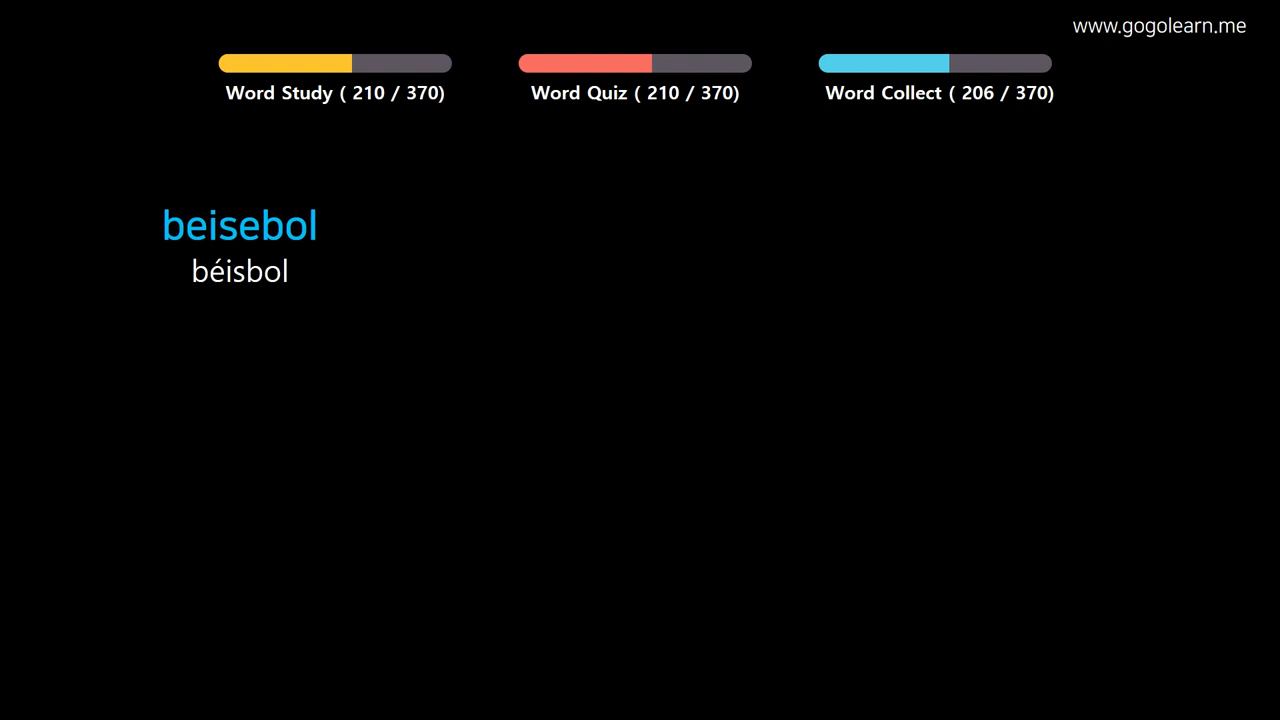 www.gogolearn.me
Word Study ( 210 / 370)
Word Quiz ( 210 / 370)
Word Collect ( 206 / 370)
beisebol
béisbol